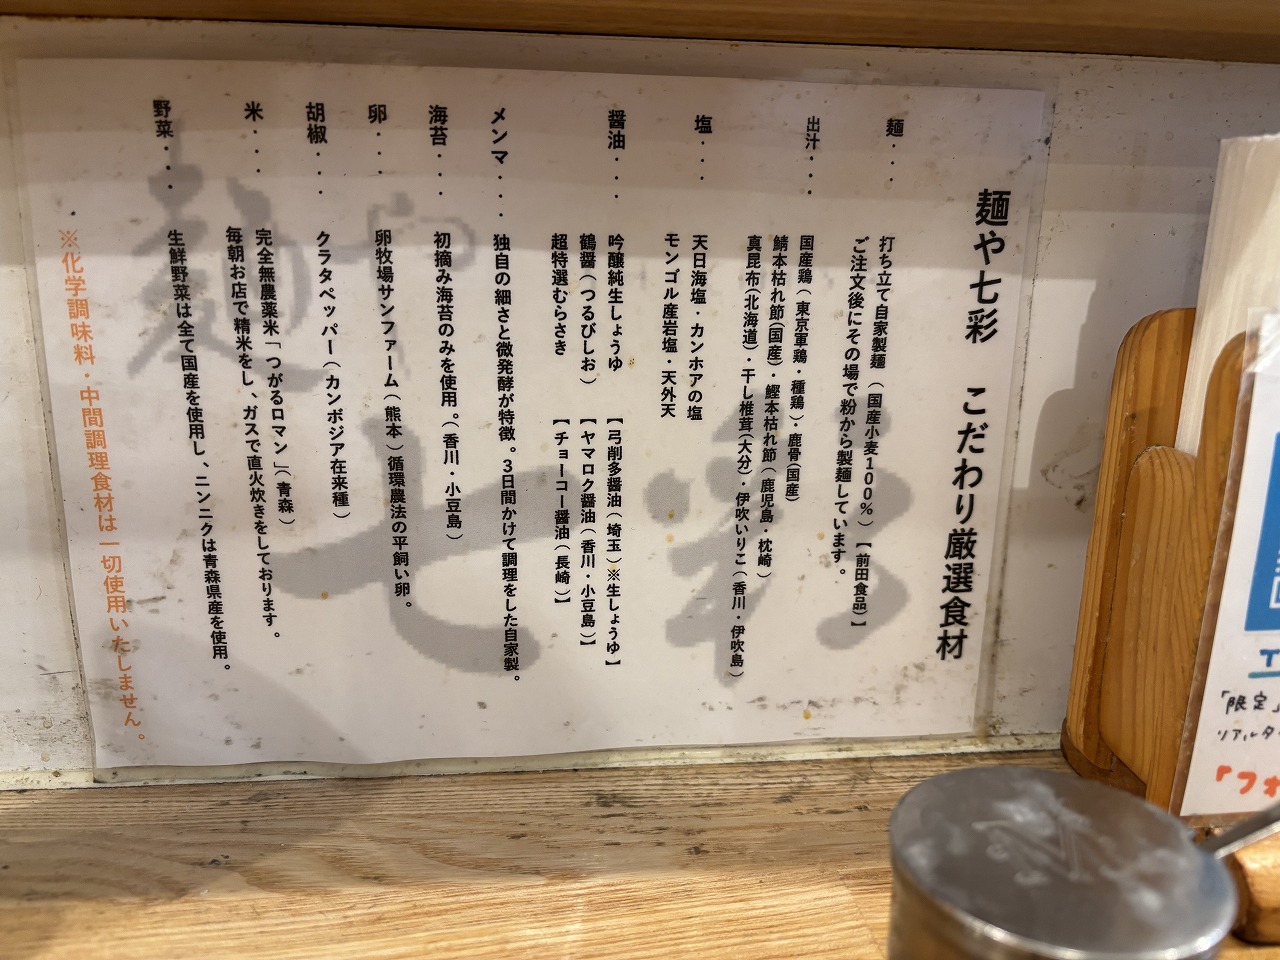 麺や七彩 こだわり厳選食材
麺・・・ 打ち立て自家製麺 (国産小麦100%)【前田食品】
ご注文後にその場で粉から製麺しています。
出汁・・・ 国産鶏(東京軍鶏・種鶏)・鹿骨(国産)
鯖本枯れ節(国産)・鰹本枯れ節(鹿児島・枕崎)
真昆布(北海道)・干し椎茸(大分)・伊吹いりこ(香川・伊吹島)
塩・・・ 天日海塩・カンホアの塩
モンゴル産岩塩・天外天
醤油・・・ 吟醸純生しょうゆ 【弓削多醤油(埼玉)※生しょうゆ】
鶴醤(つるびしお) 【ヤマロク醤油(香川・小豆島)】
超特選むらさき 【チョーコー醤油(長崎)】
メンマ・・・ 独自の細さと微発酵が特徴。3日間かけて調理をした自家製。
海苔・・・ 初摘み海苔のみを使用。(香川・小豆島)
卵・・・ 卵牧場サンファーム(熊本)循環農法の平飼い卵。
胡椒・・・ クラタペッパー(カンボジア在来種)
米・・・ 完全無農薬米「つがるロマン」(青森)
毎朝お店で精米をし、ガスで直火炊きをしております。
野菜・・・ 生鮮野菜は全て国産を使用し、ニンニクは青森県産を使用。
※化学調味料・中間調理食材は一切使用いたしません。
麺や
七彩
「限定」
リアルタ
「フォ